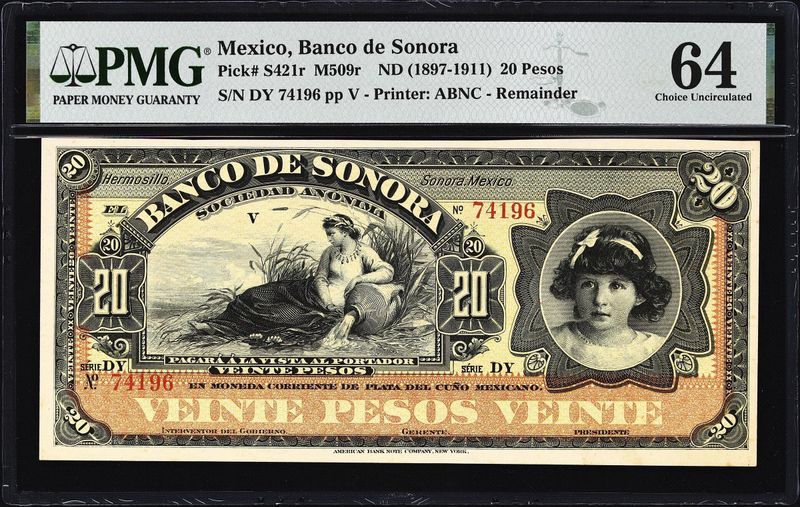 PMG®
PAPER MONEY GUARANTY
Mexico, Banco de Sonora
Pick# S421r M509r ND (1897-1911) 20 Pesos
S/N DY 74196 pp V - Printer: ABNC - Remainder
64
Choice Uncirculated
20
Hermosillo
Sonora, Mexico.
20
EL
BANCO DE SONORA
SOCIEDAD ANONIMA
V
No 74196
20
20
20
20
PAGARÁ Á LA VISTA AL PORTADOR
VEINTE PESOS
SERIE DY
SERIE DY
No. 74196
EN MONEDA CORRIENTE DE PLATA DEL CUÑO MEXICANO.
VEINTE PESOS VEINTE
20
INTERVENTOR DEL GOBIERNO.
GERENTE.
PRESIDENTE
20
AMERICAN BANK NOTE COMPANY, NEW YORK.